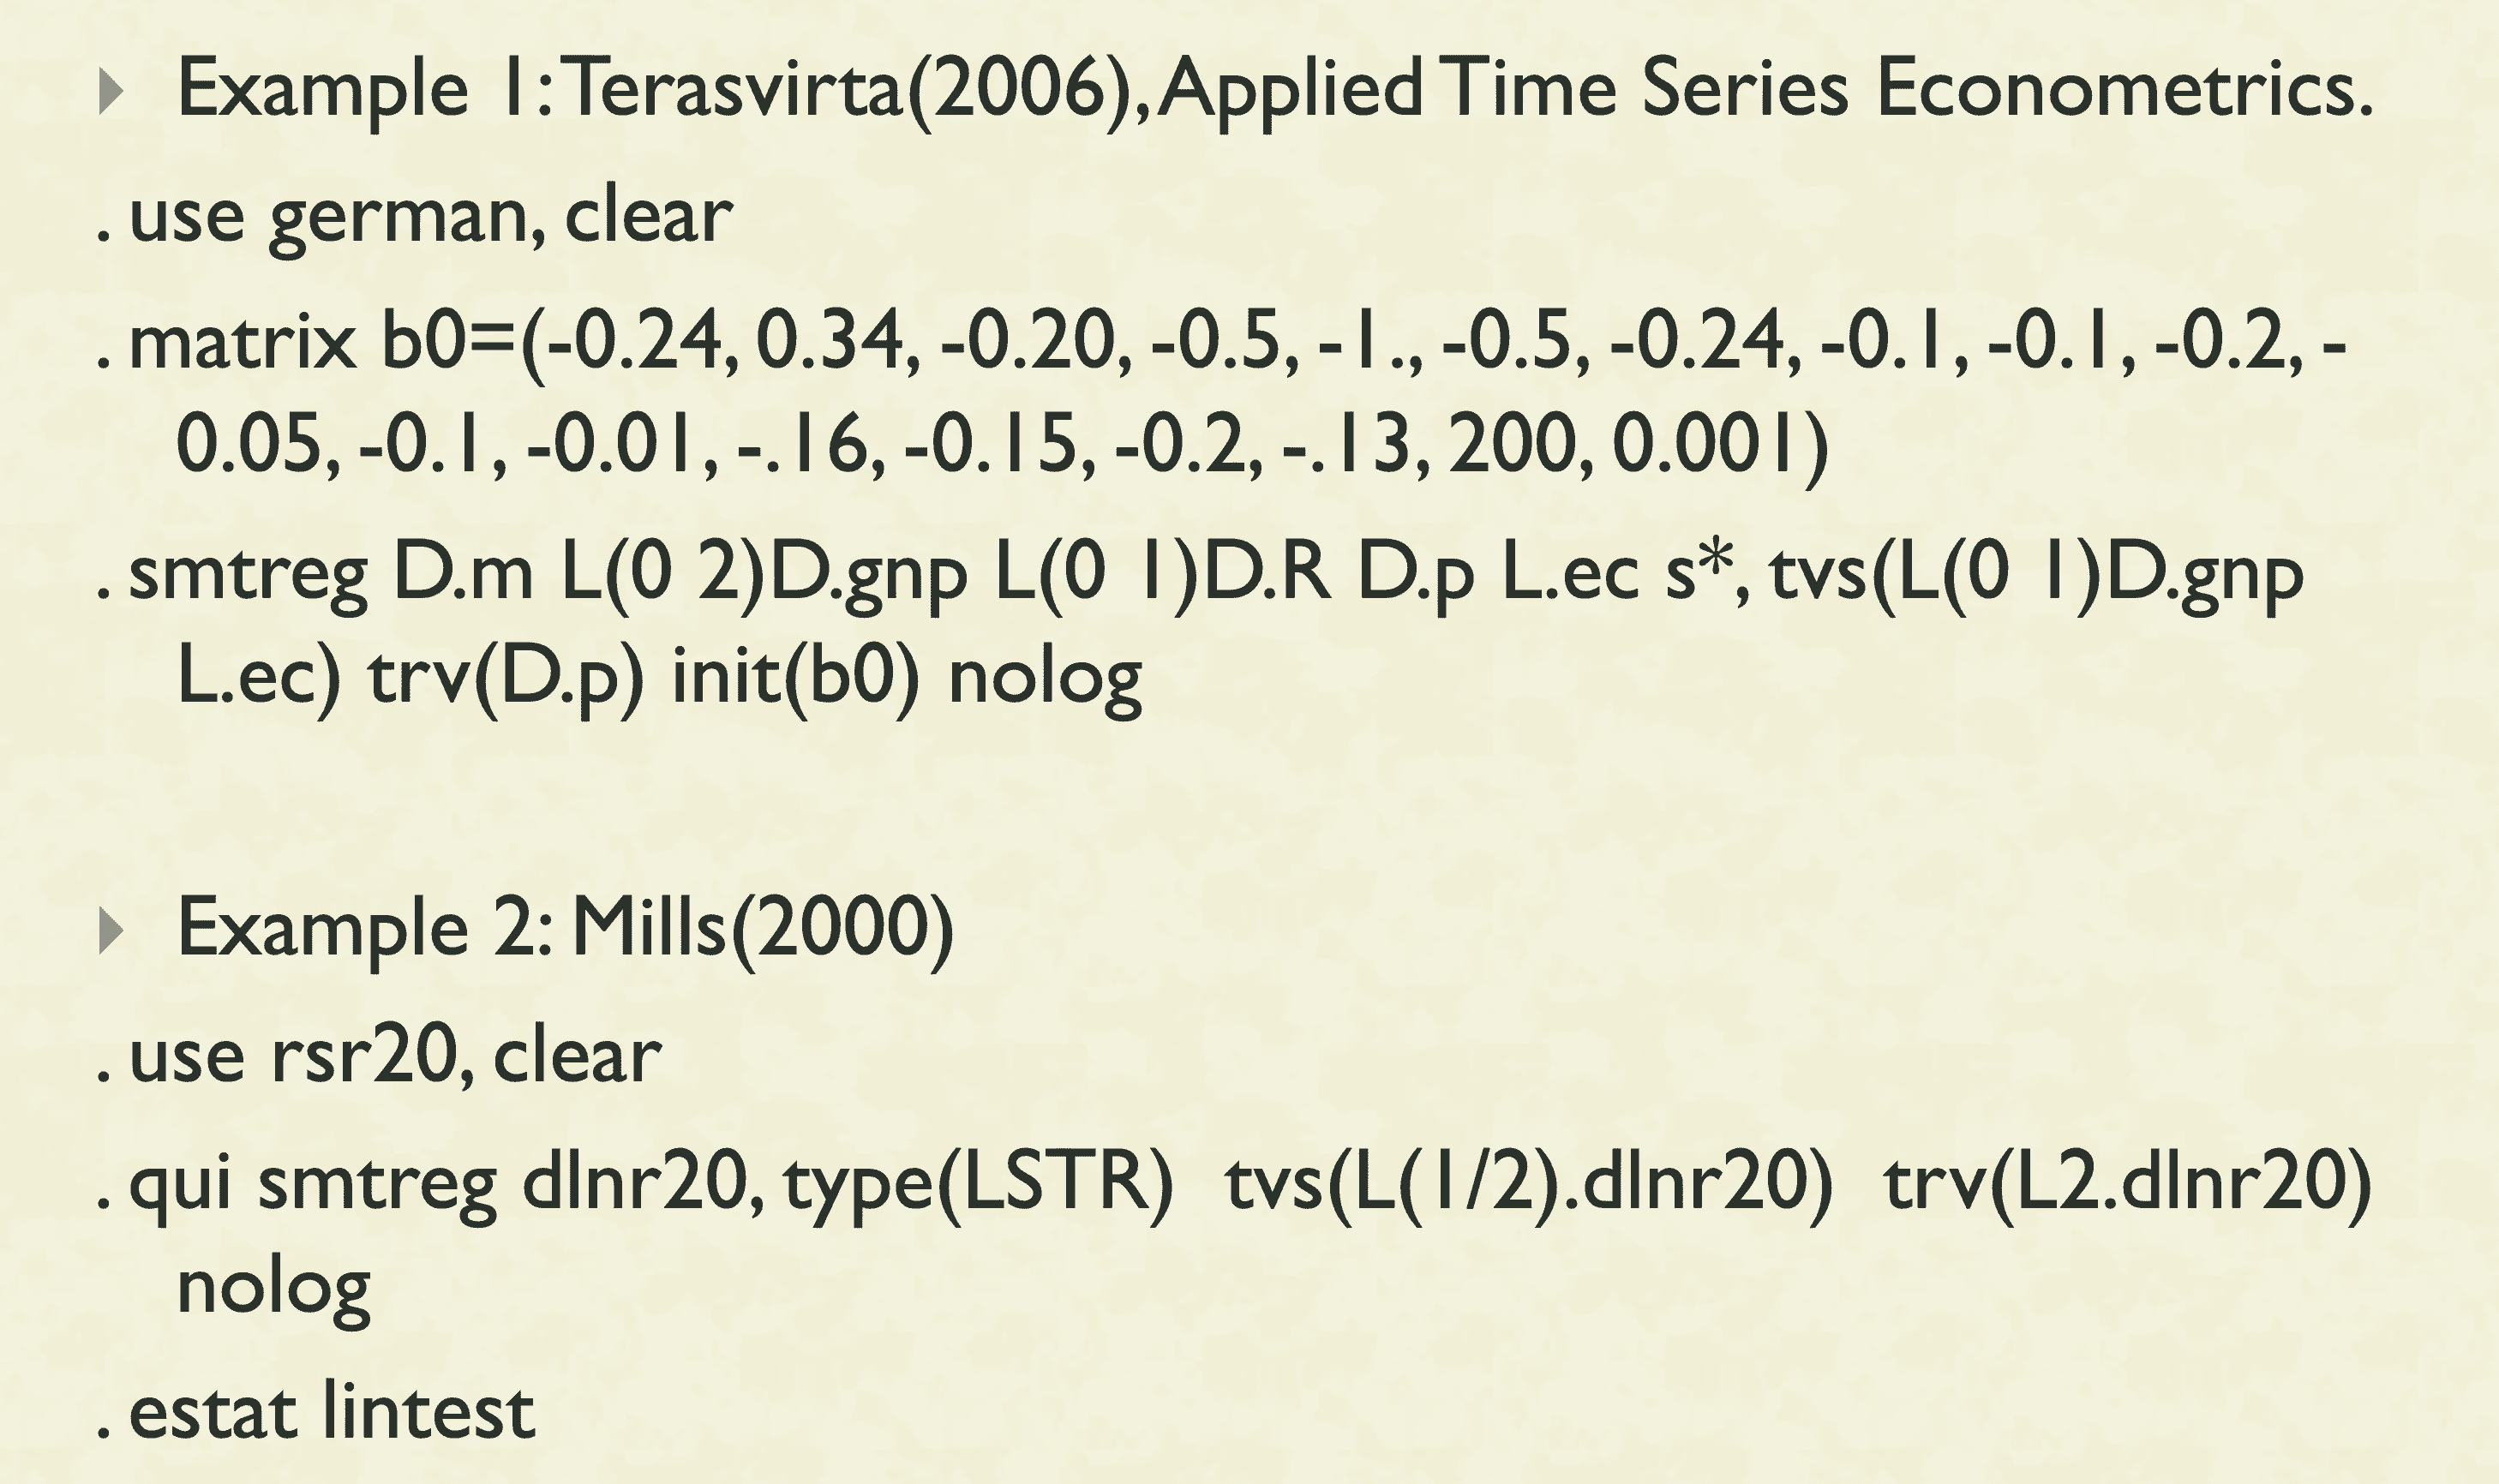 Example 1: Terasvirta(2006), Applied Time Series Econometrics.
. use german, clear
. matrix b0=(-0.24, 0.34, -0.20, -0.5, -1., -0.5, -0.24, -0.1, -0.1, -0.2, -
0.05, -0.1, -0.01, -.16, -0.15, -0.2, -.13, 200, 0.001)
. smtreg D.m L(0 2)D.gnp L(0 1)D.R D.p L.ec s*, tvs(L(0 1)D.gnp
L.ec) trv(D.p) init(b0) nolog
Example 2: Mills(2000)
. use rsr20, clear
. qui smtreg dlnr20, type(LSTR) tvs(L(1/2).dlnr20) trv(L2.dlnr20)
nolog
. estat lintest